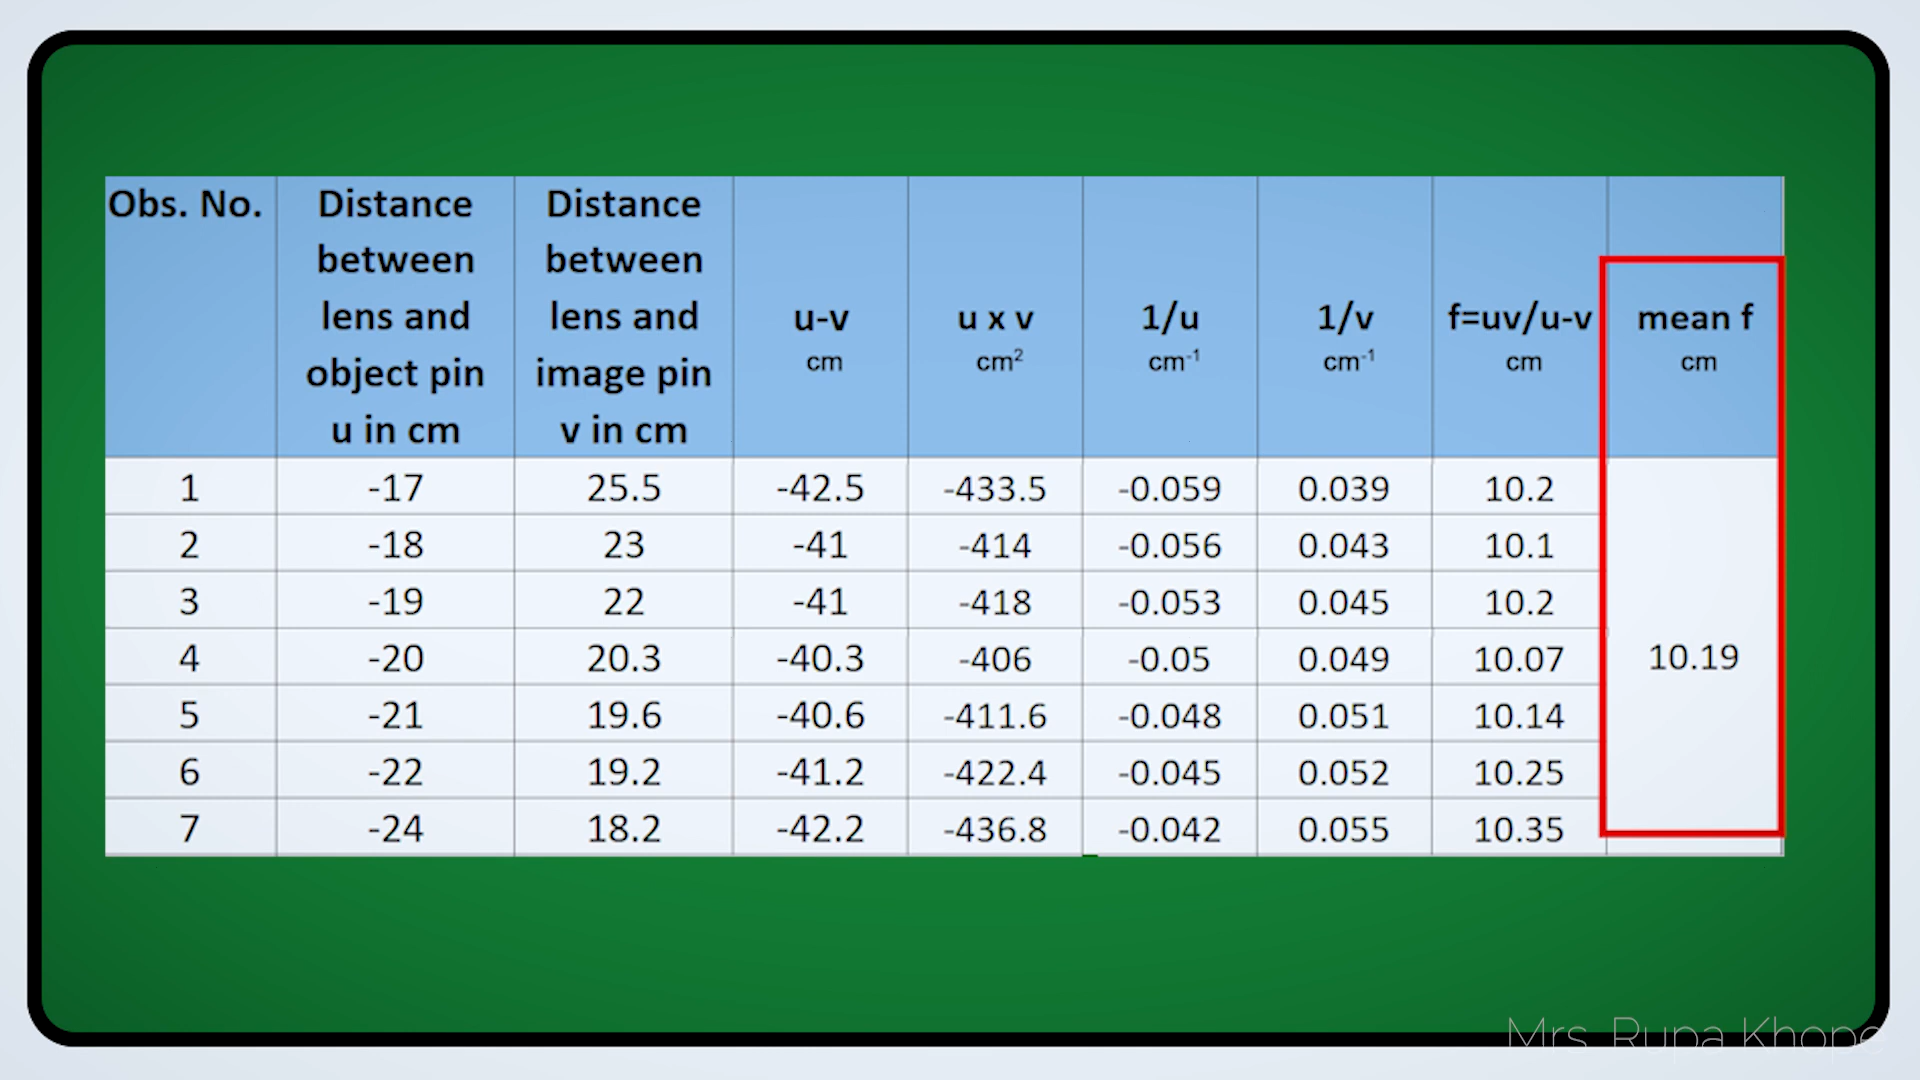 Obs. No. Distance between lens and object pin u in cm Distance between lens and image pin v in cm u-v cm u x v cm² 1/u cm⁻¹ 1/v cm⁻¹ f=uv/u-v cm mean f cm
1 -17 25.5 -42.5 -433.5 -0.059 0.039 10.2
2 -18 23 -41 -414 -0.056 0.043 10.1
3 -19 22 -41 -418 -0.053 0.045 10.2
4 -20 20.3 -40.3 -406 -0.05 0.049 10.07 10.19
5 -21 19.6 -40.6 -411.6 -0.048 0.051 10.14
6 -22 19.2 -41.2 -422.4 -0.045 0.052 10.25
7 -24 18.2 -42.2 -436.8 -0.042 0.055 10.35
Mrs. Rupa Khope